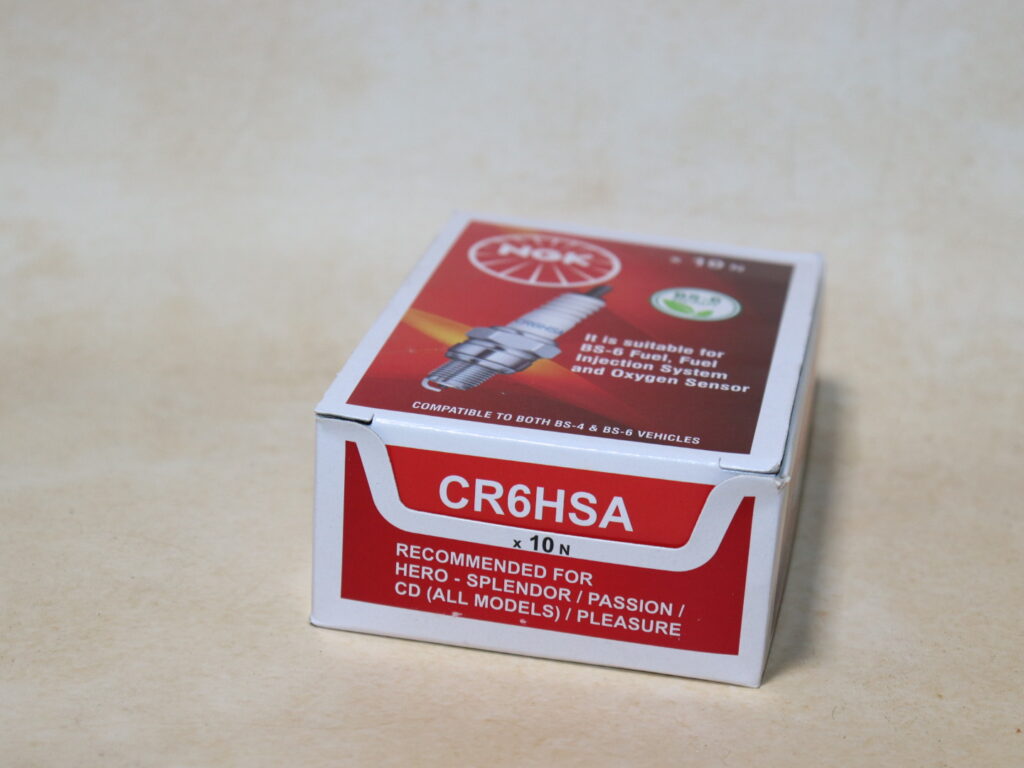 NGK
x 10 N
BS-6
CR6HSA
It is suitable for
BS-6 Fuel, Fuel
Injection System
and Oxygen Sensor
COMPATIBLE TO BOTH BS-4 & BS-6 VEHICLES
CR6HSA
x 10 N
RECOMMENDED FOR
HERO - SPLENDOR / PASSION /
CD (ALL MODELS) / PLEASURE